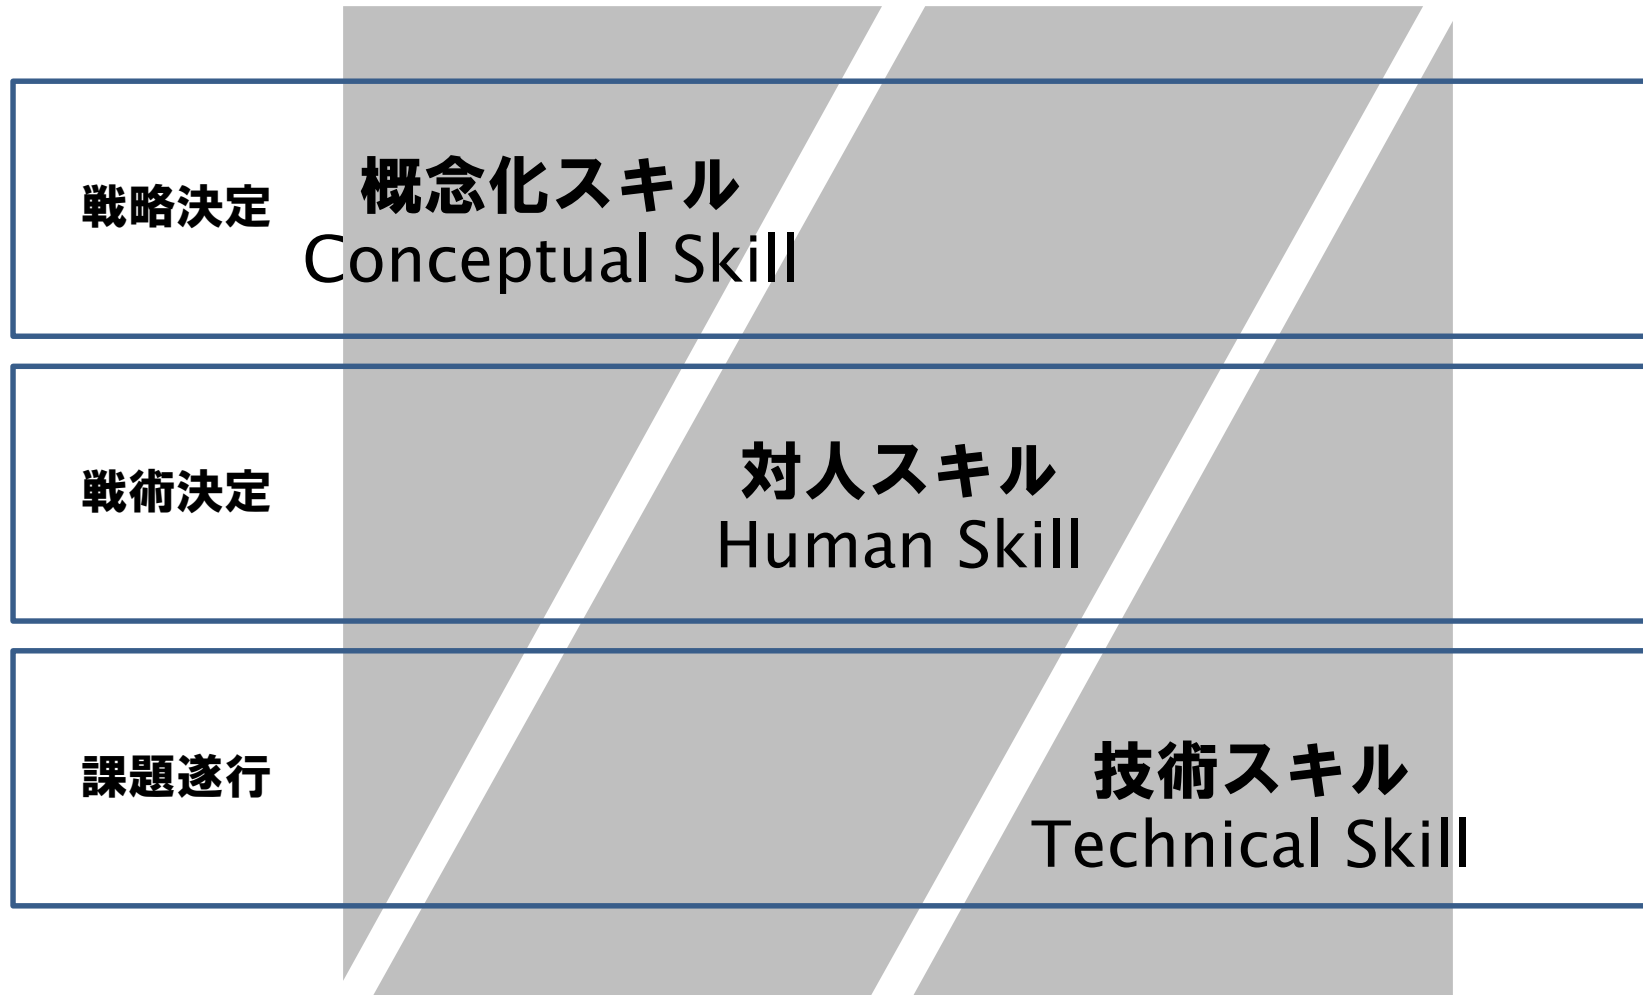 戦略決定
概念化スキル
Conceptual Skill
戦術決定
対人スキル
Human Skill
課題遂行
技術スキル
Technical Skill